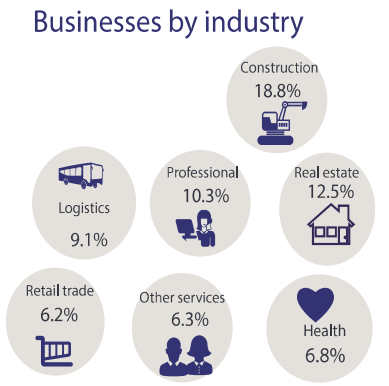 Businesses by industry
Construction
18.8%
Professional
10.3%
Real estate
12.5%
Logistics
9.1%
Retail trade
6.2%
Other services
6.3%
Health
6.8%